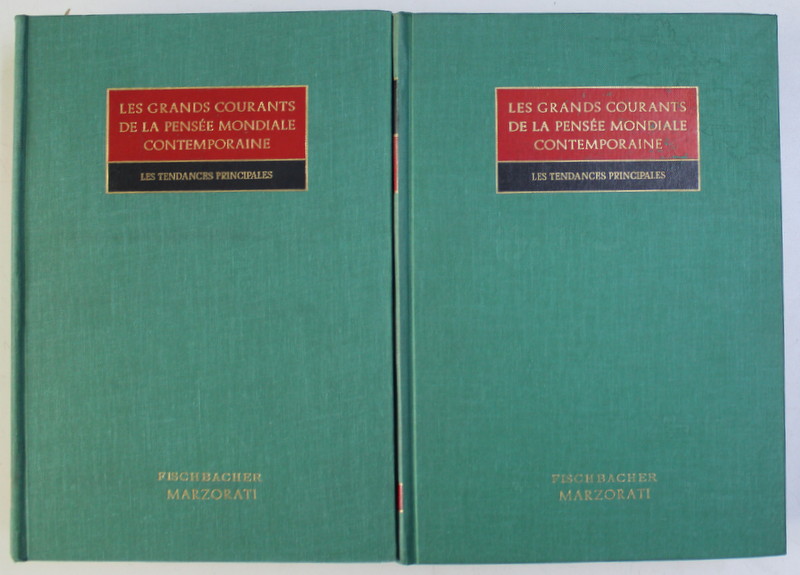 LES GRANDS COURANTS
DE LA PENSÉE MONDIALE
CONTEMPORAINE
LES TENDANCES PRINCIPALES
FISCHBACHER
MARZORATI
LES GRANDS COURANTS
DE LA PENSÉE MONDIALE
CONTEMPORAINE
LES TENDANCES PRINCIPALES
FISCHBACHER
MARZORATI